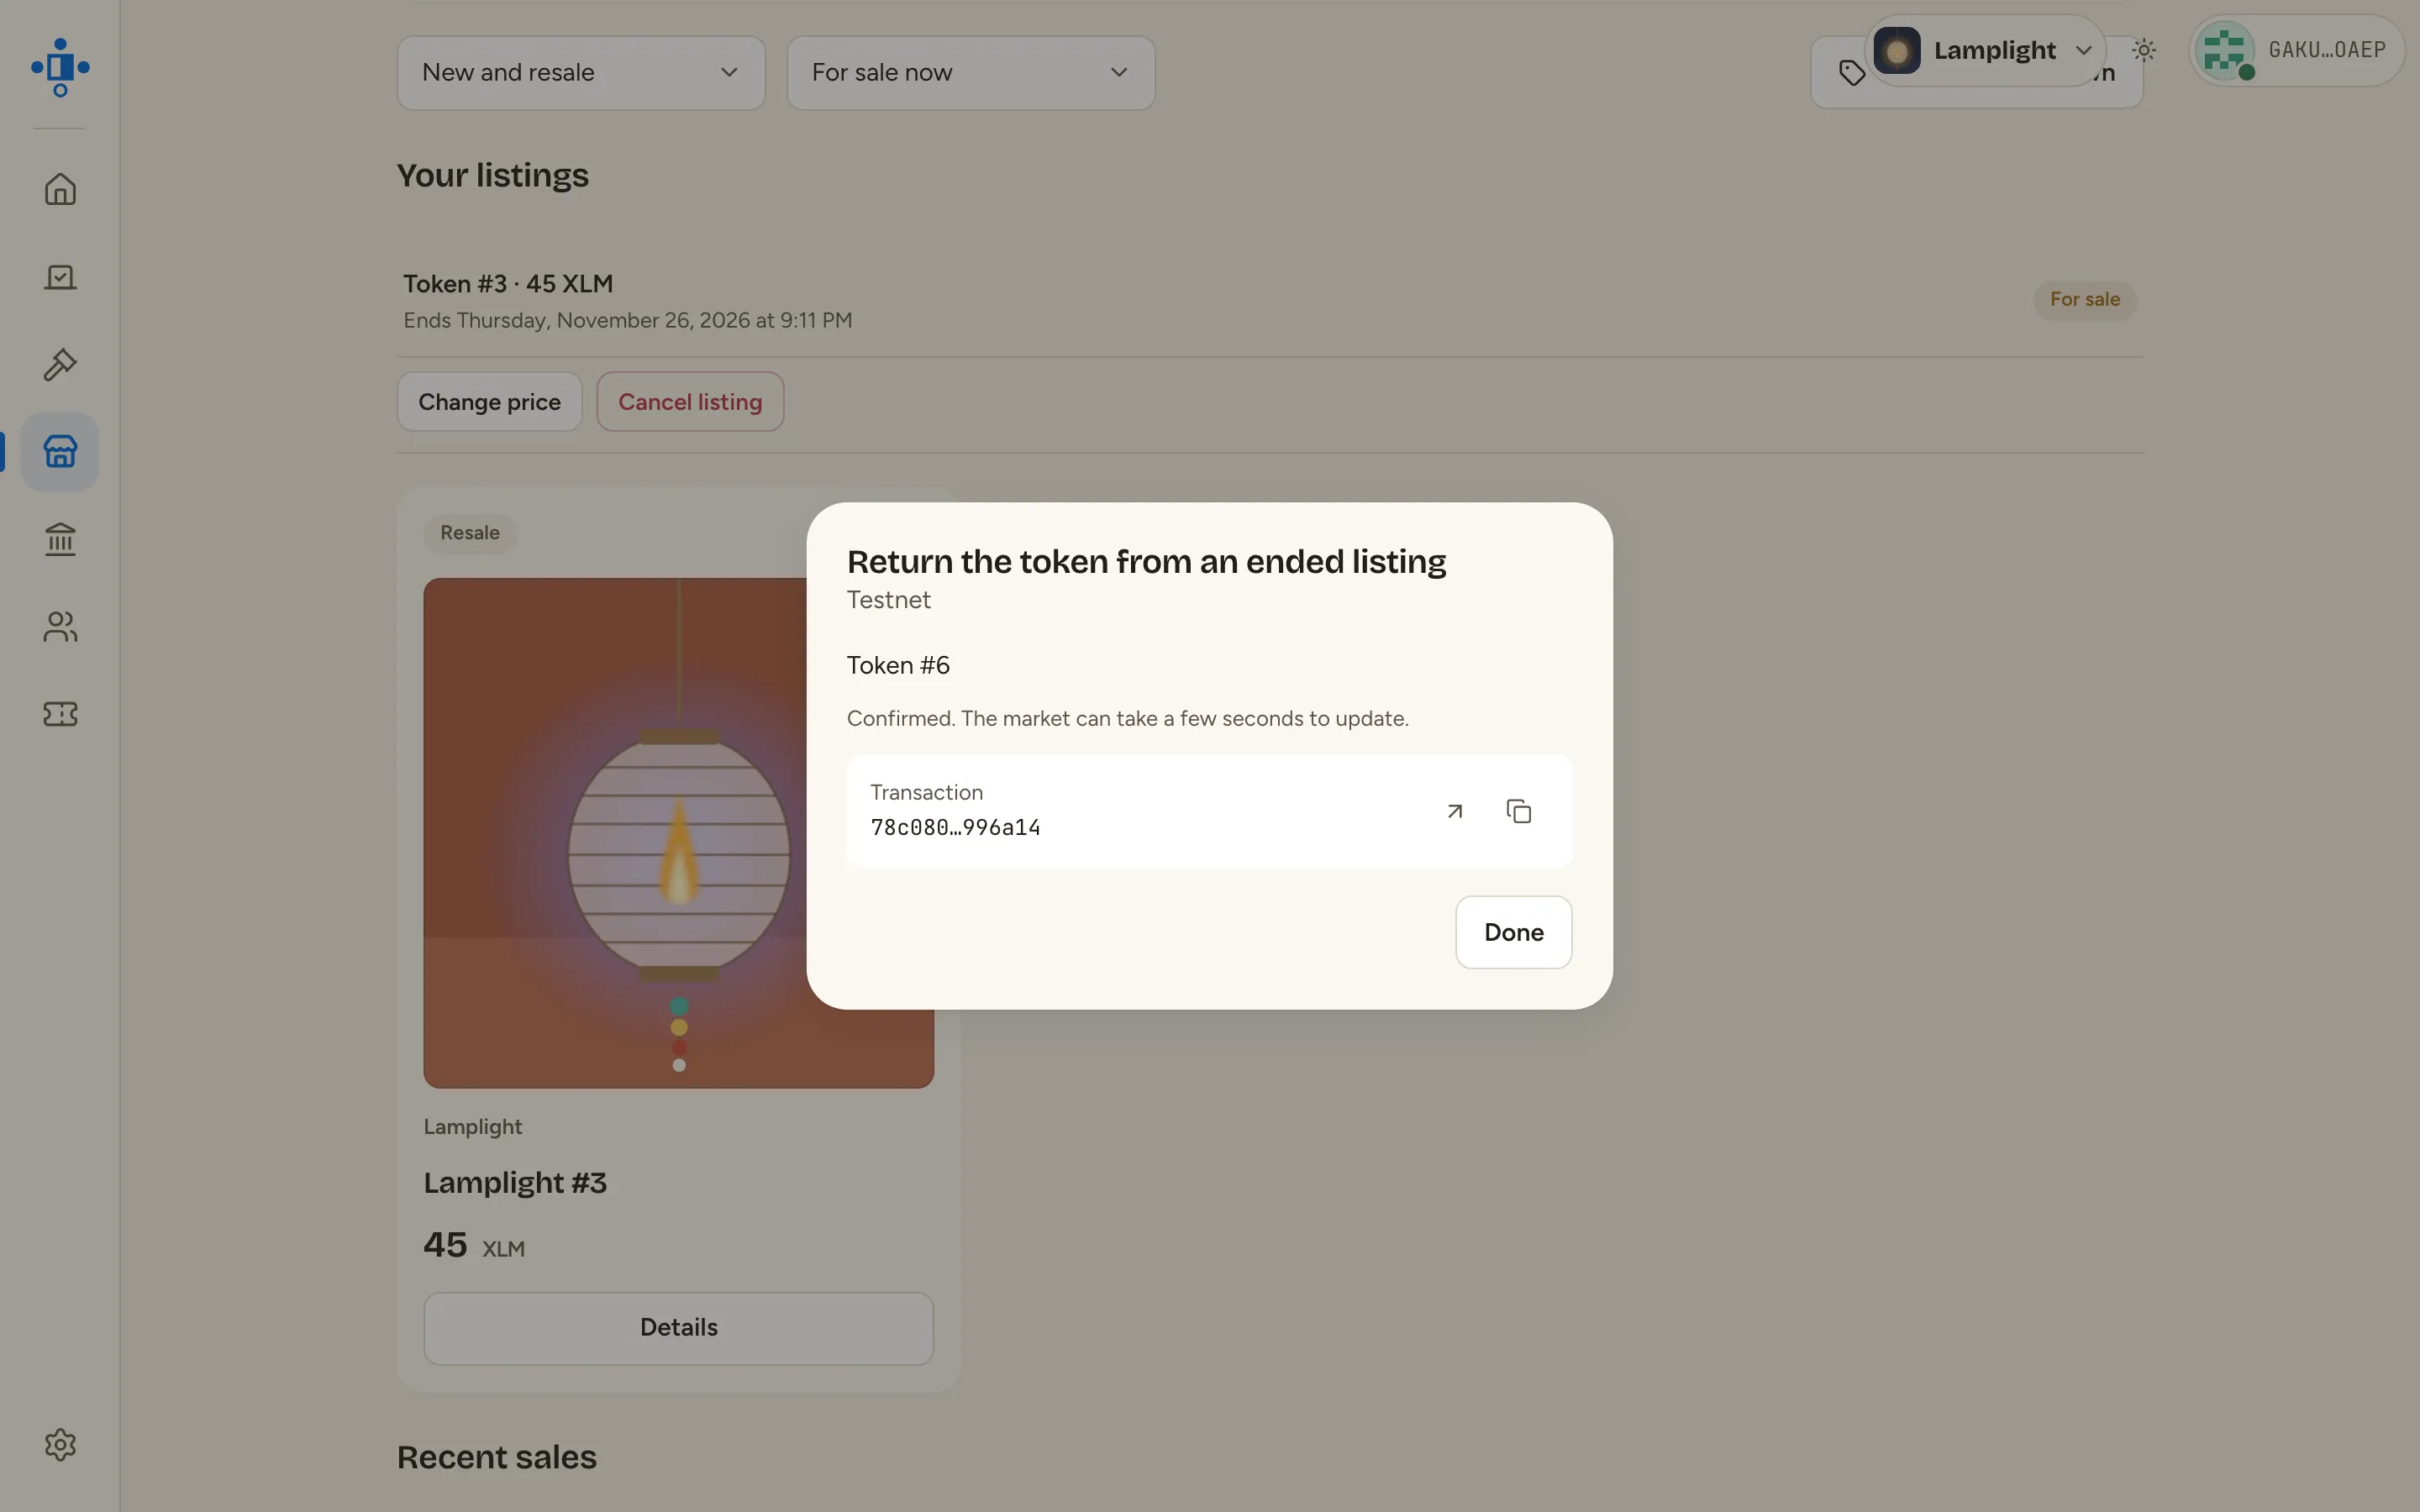 New and resale
For sale now
Lamplight
GAKU…OAEP
Your listings
Token #3 · 45 XLM
Ends Thursday, November 26, 2026 at 9:11 PM
For sale
Change price
Cancel listing
Resale
Return the token from an ended listing
Testnet
Token #6
Confirmed. The market can take a few seconds to update.
Transaction
78c080…996a14
Done
Lamplight
Lamplight #3
45 XLM
Details
Recent sales